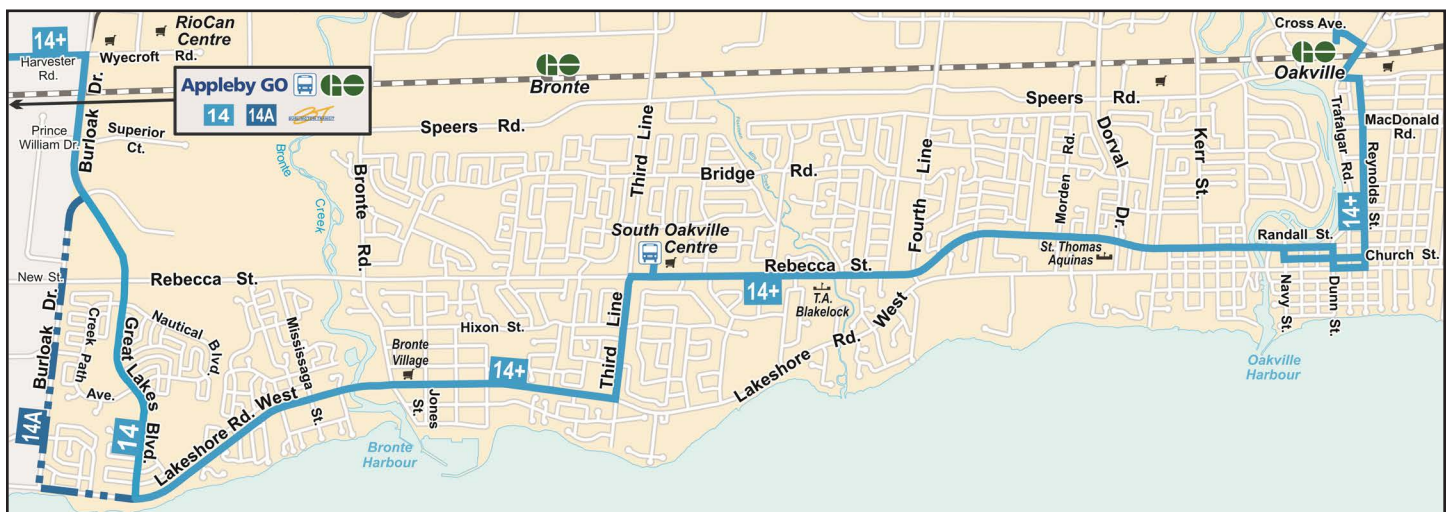 14+
Harvester
Rd.
RioCan
Centre
Wyecroft Rd.
Burloak Dr.
Appleby GO
GO
14
14A
GO
Bronte
Cross Ave.
GO
Oakville
Prince
William Dr.
Superior
Ct.
Speers Rd.
Third Line
Speers Rd.
Trafalgar Rd.
MacDonald
Rd.
Reynolds St.
14+
Bronte
Creek
Bronte Rd.
Bridge Rd.
Fourth Line
Morden Rd.
Dorval Dr.
Kerr St.
South Oakville
Centre
St. Thomas
Aquinas
Randall St.
Church St.
New St.
Rebecca St.
Rebecca St.
14+
T.A.
Blakelock
Navy St.
Dunn St.
Burloak Dr.
Creek Path
Ave.
Great Lakes Blvd.
Nautical Blvd.
Mississaga St.
Hixon St.
Third Line
Bronte
Village
14+
Jones St.
Lakeshore Rd. West
Lakeshore Rd. West
14A
14
Bronte
Harbour
Oakville
Harbour